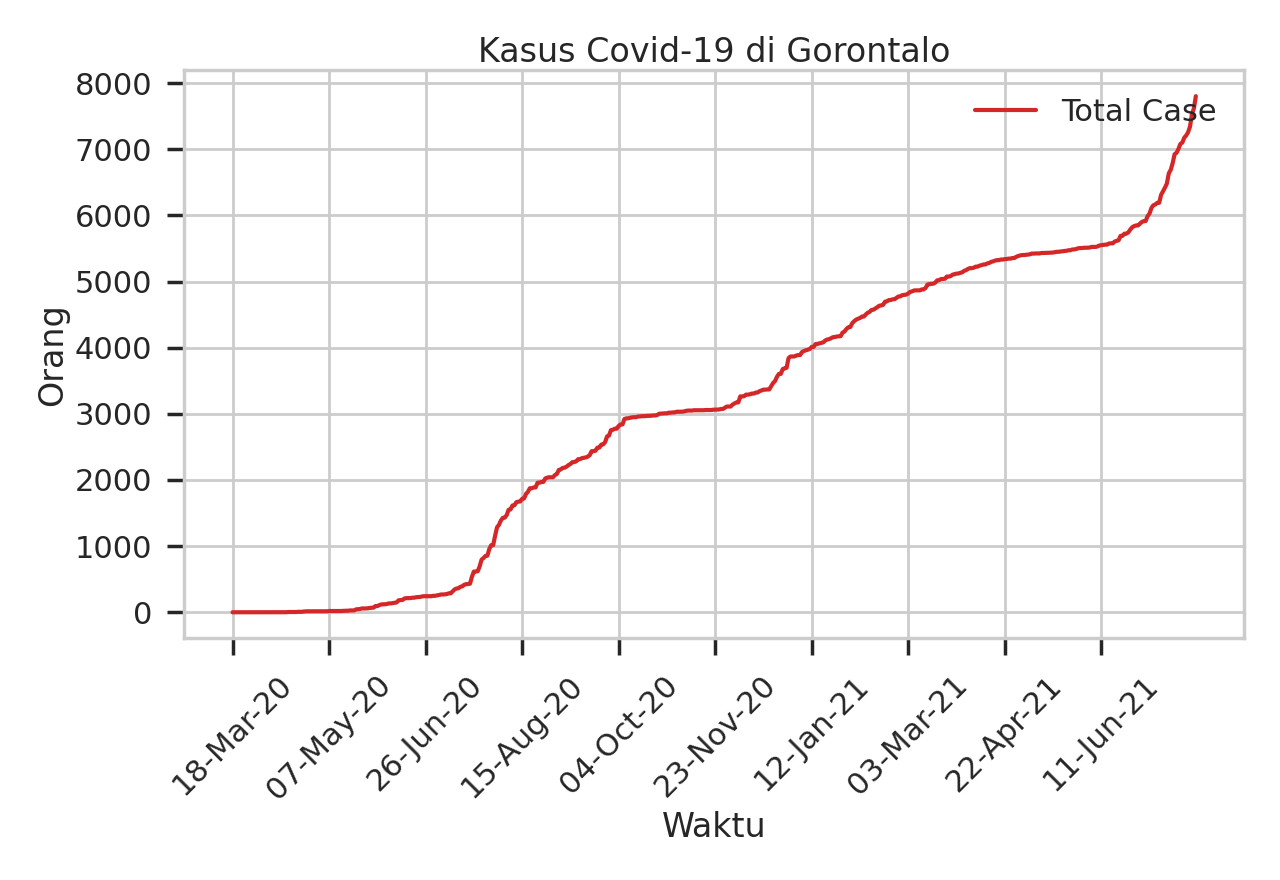 Kasus Covid-19 di Gorontalo
Total Case
8000
7000
6000
5000
4000
3000
2000
1000
0
Orang
18-Mar-20
07-May-20
26-Jun-20
15-Aug-20
04-Oct-20
23-Nov-20
12-Jan-21
03-Mar-21
22-Apr-21
11-Jun-21
Waktu